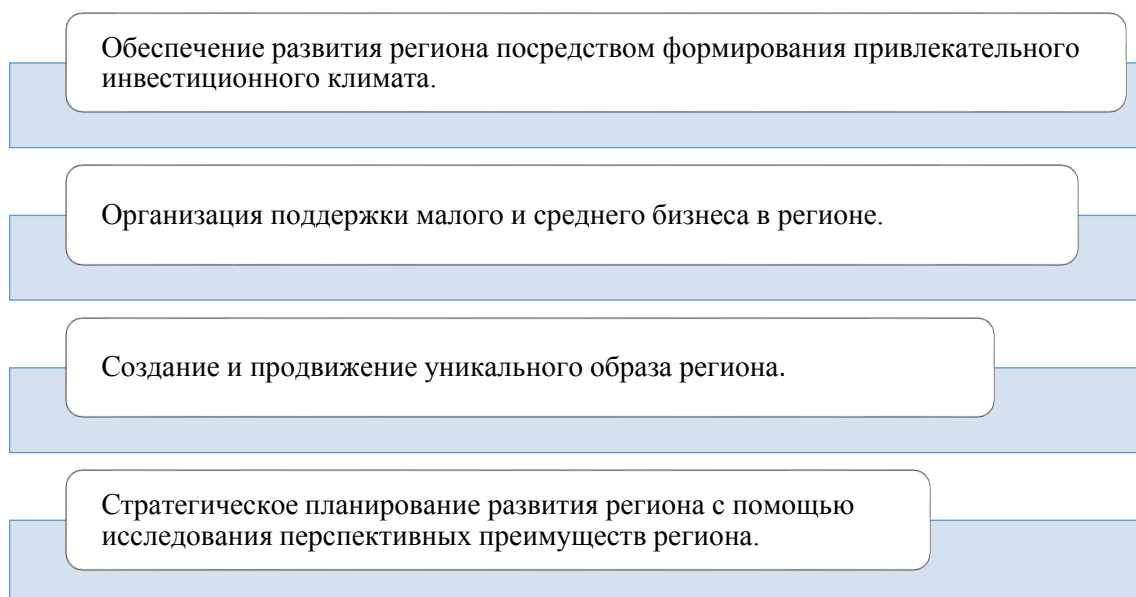 Обеспечение развития региона посредством формирования привлекательного
инвестиционного климата.
Организация поддержки малого и среднего бизнеса в регионе.
Создание и продвижение уникального образа региона.
Стратегическое планирование развития региона с помощью
исследования перспективных преимуществ региона.